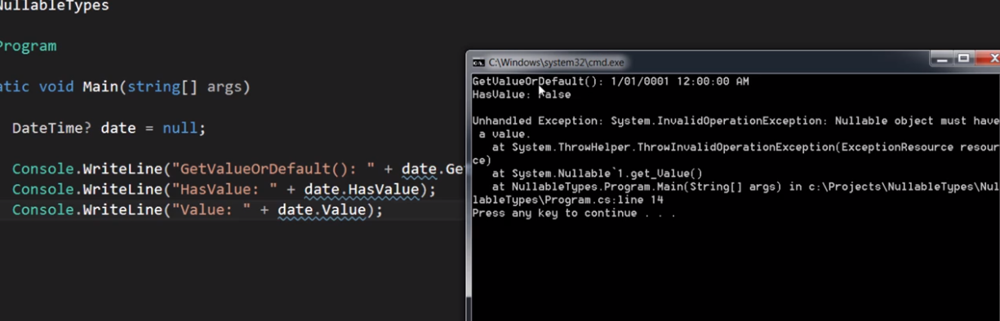 NullableTypes
Program
atic void Main(string[] args)
DateTime? date = null;
Console.WriteLine("GetValueOrDefault(): " + date.Ge
Console.WriteLine("HasValue: " + date.HasValue);
Console.WriteLine("Value: " + date.Value);
C:\Windows\system32\cmd.exe
GetValueOrDefault(): 1/01/0001 12:00:00 AM
HasValue: False
Unhandled Exception: System.InvalidOperationException: Nullable object must have
a value.
at System.ThrowHelper.ThrowInvalidOperationException(ExceptionResource resour
ce)
at System.Nullable`1.get_Value()
at NullableTypes.Program.Main(String[] args) in c:\Projects\NullableTypes\Nul
lableTypes\Program.cs:line 14
Press any key to continue . . .